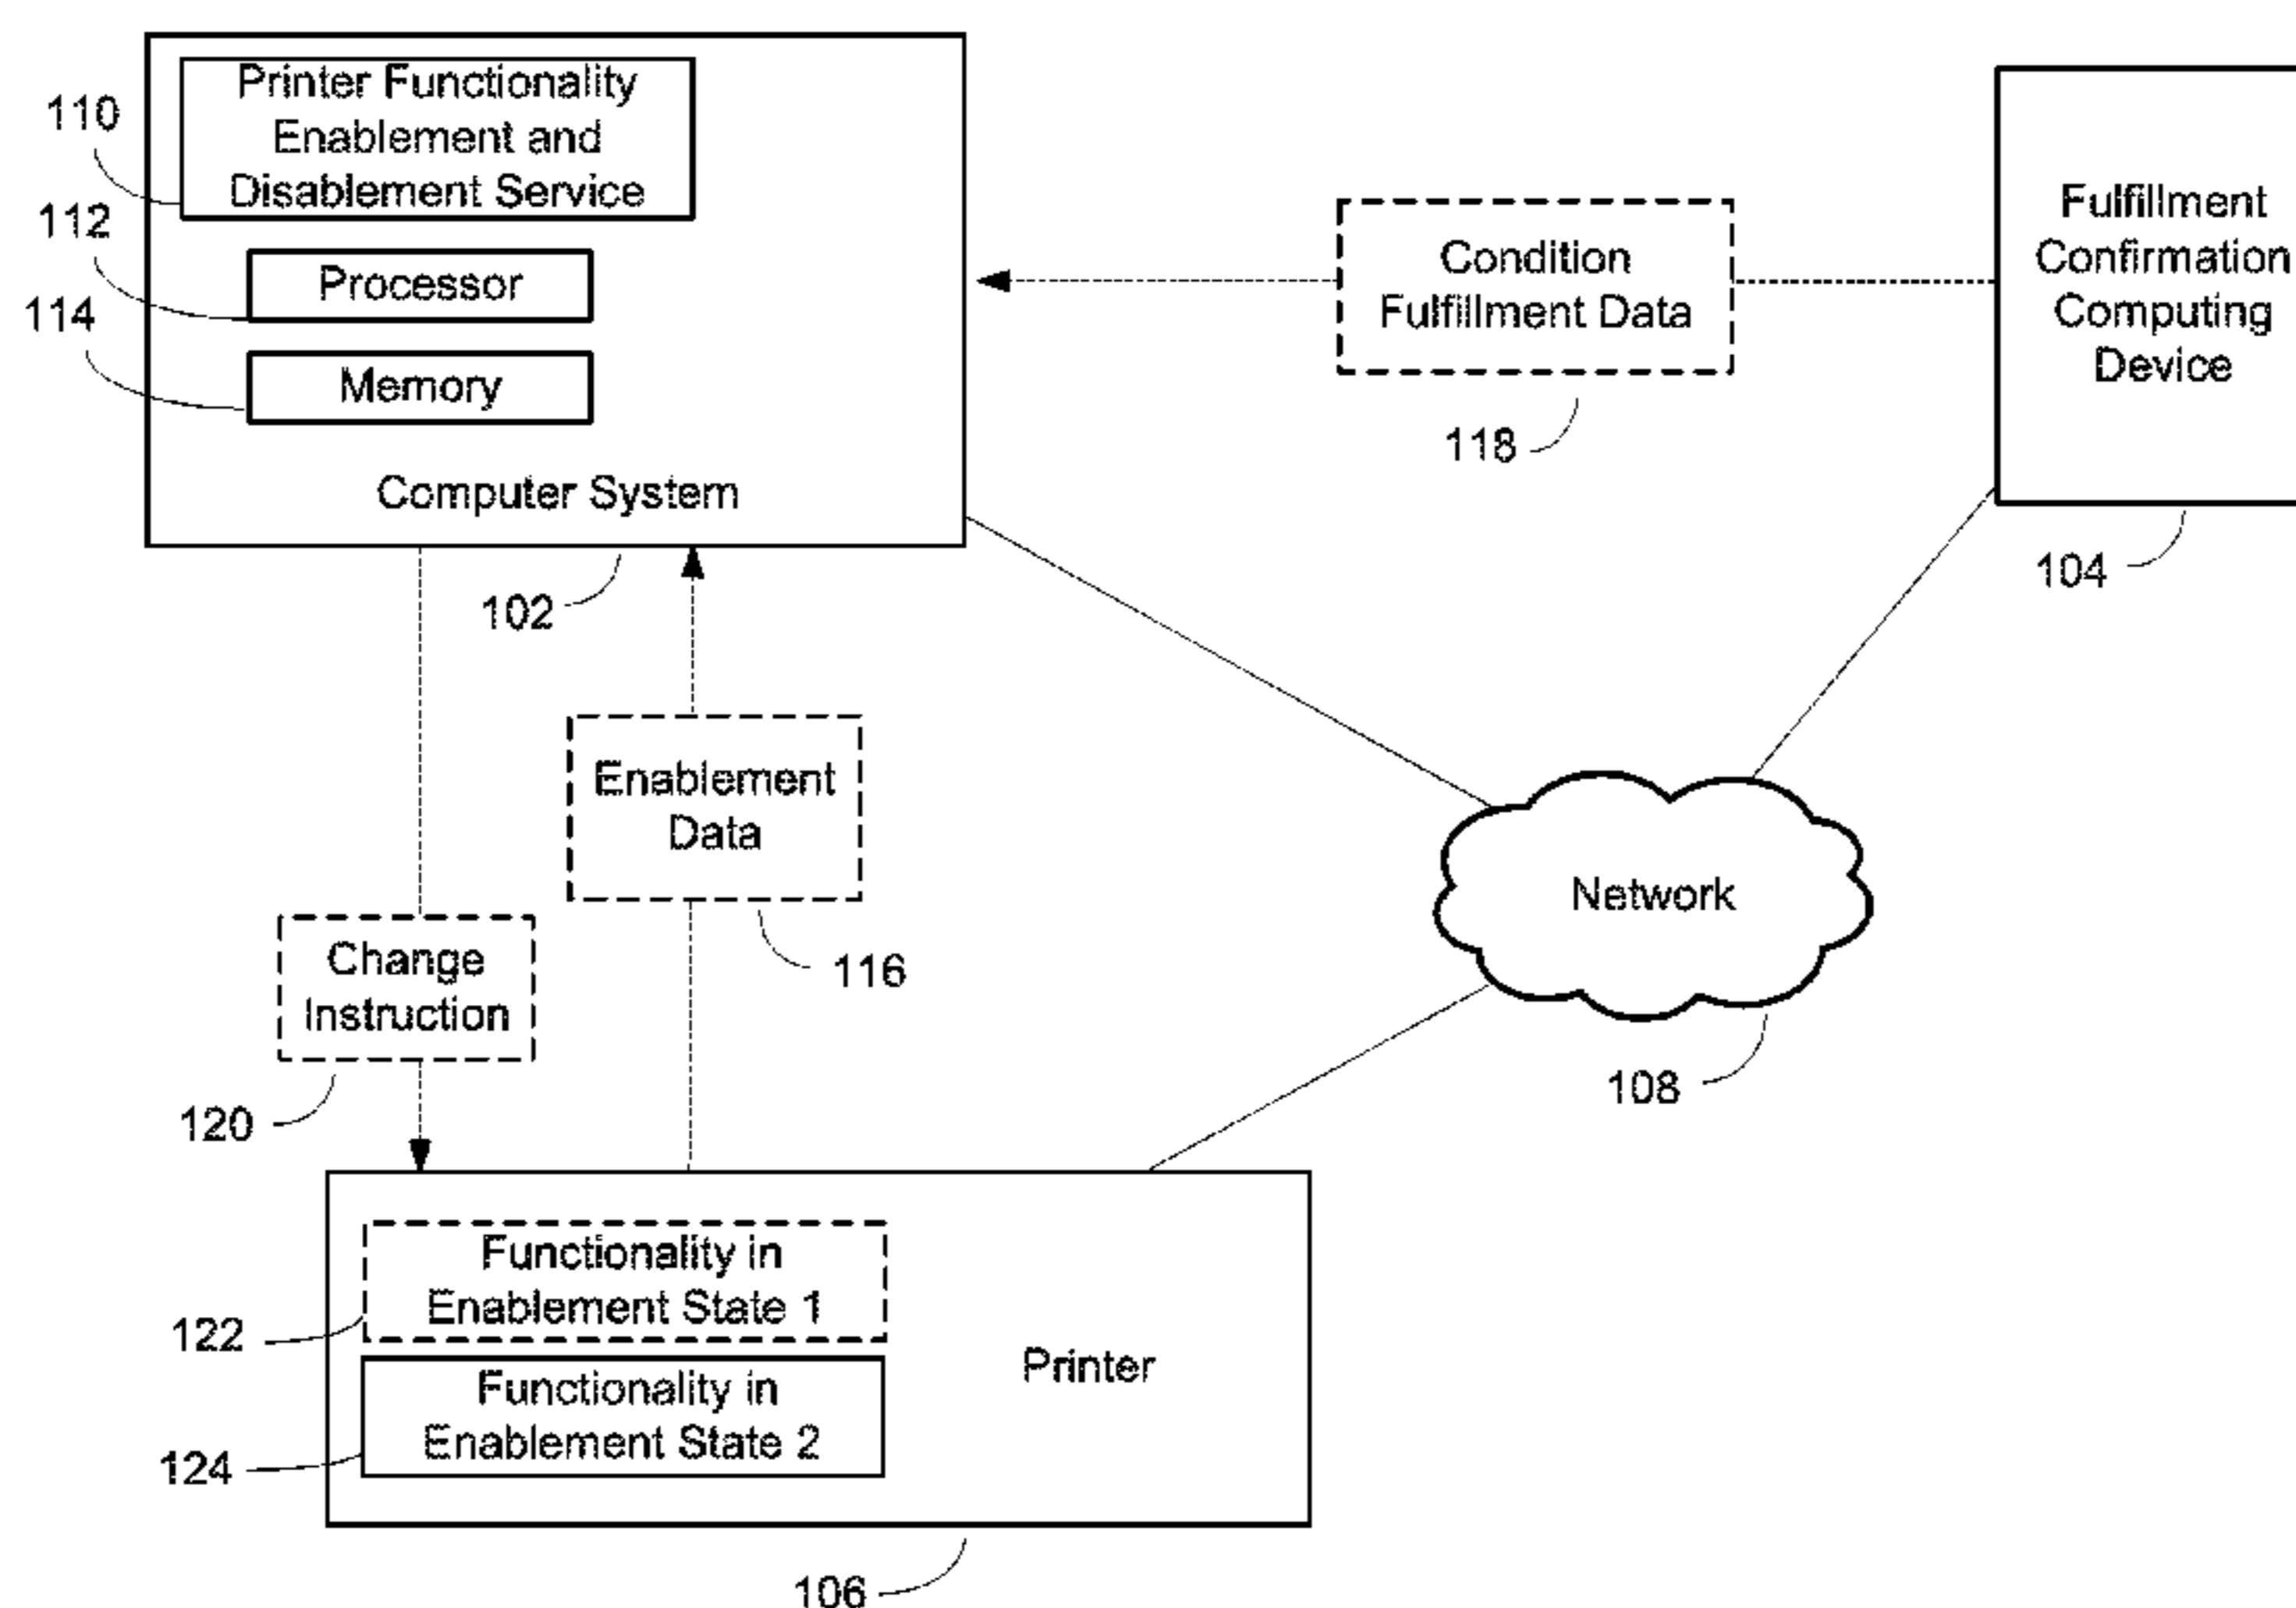 110
Printer Functionality
Enablement and
Disablement Service
112
Processor
114
Memory
Computer System
102
Condition
Fulfillment Data
118
Fulfillment
Confirmation
Computing
Device
104
Enablement
Data
116
Change
Instruction
120
Network
108
Functionality in
Enablement State 1
122
Functionality in
Enablement State 2
124
Printer
106